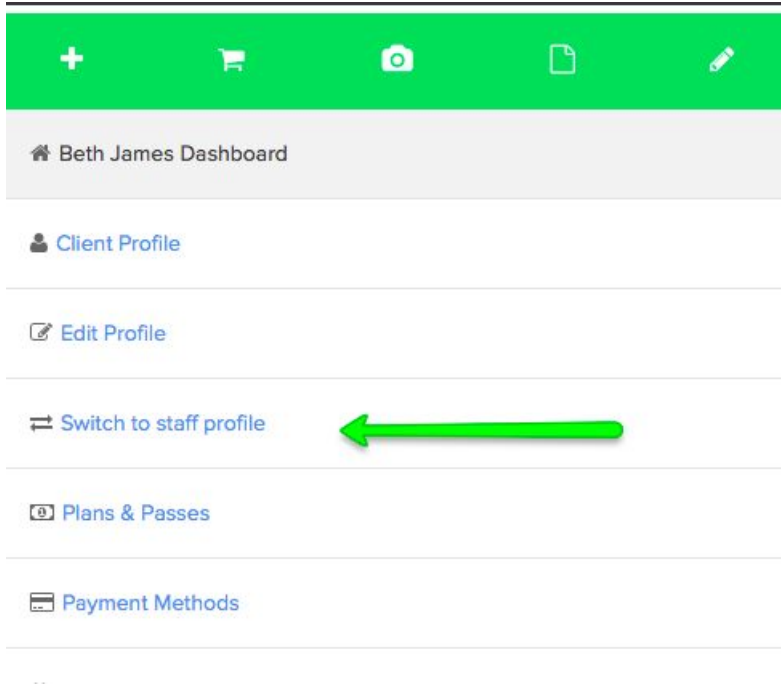 Beth James Dashboard
Client Profile
Edit Profile
Switch to staff profile
Plans & Passes
Payment Methods